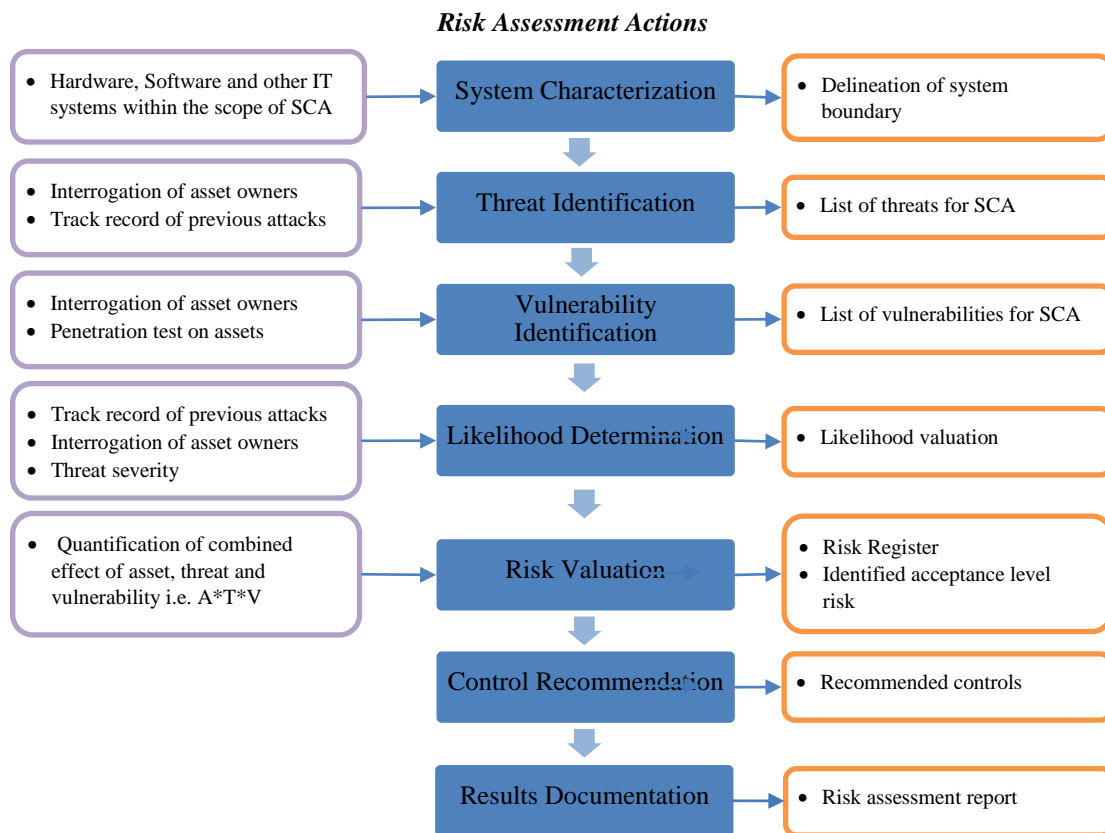 Risk Assessment Actions
• Hardware, Software and other IT
systems within the scope of SCA
System Characterization
• Delineation of system
boundary
• Interrogation of asset owners
• Track record of previous attacks
Threat Identification
• List of threats for SCA
• Interrogation of asset owners
• Penetration test on assets
Vulnerability
Identification
• List of vulnerabilities for SCA
• Track record of previous attacks
• Interrogation of asset owners
• Threat severity
Likelihood Determination
• Likelihood valuation
• Quantification of combined
effect of asset, threat and
vulnerability i.e. A*T*V
Risk Valuation
• Risk Register
• Identified acceptance level
risk
Control Recommendation
• Recommended controls
Results Documentation
• Risk assessment report